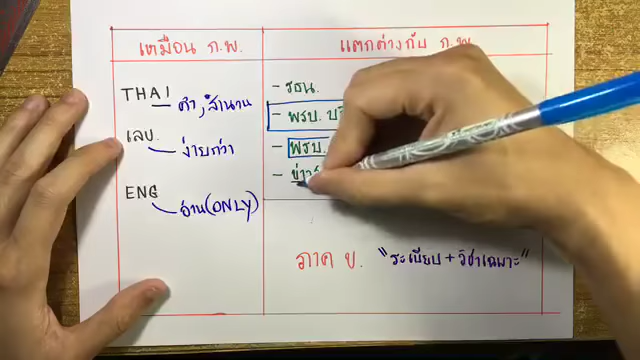 เหมือน ก.พ.
แตกต่างกับ ก.พ.
THAI
คำ, สำนวน
เลข.
ง่ายกว่า
ENG
อ่าน(ONLY)
- รธน.
- พรบ. บริ
- พรบ.
- ข่าวส
ภาค ข. "ระเบียบ + วิชาเฉพาะ"